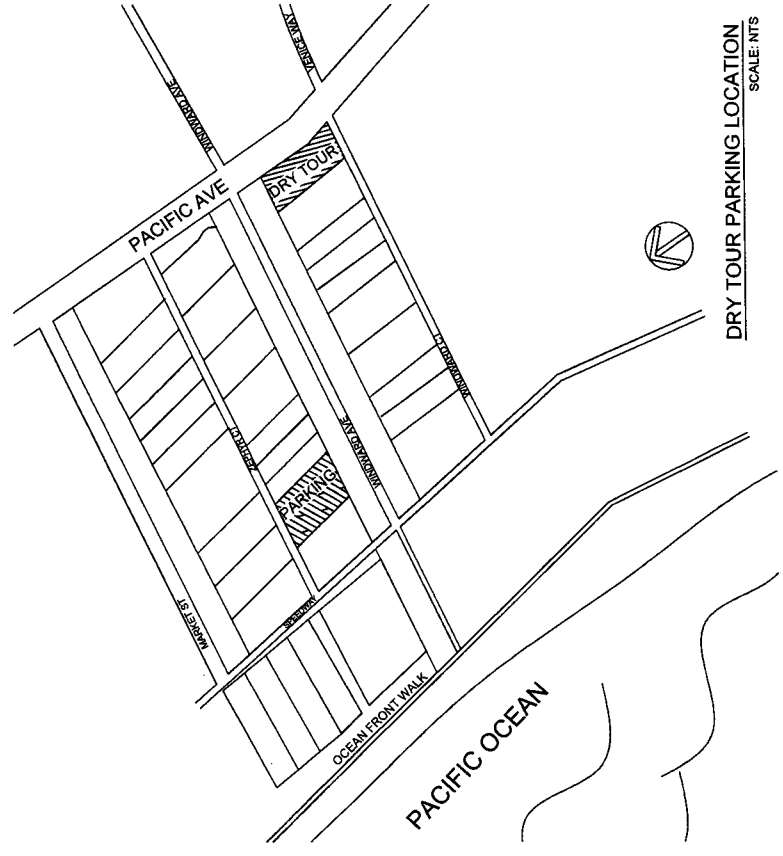 WINDWARD AVE
VENICE WAY
PACIFIC AVE
DRY TOUR
ZEPHYR CT
WINDWARD AVE
WINDWARD CT
PARKING
MARKET ST
SPEEDWAY
OCEAN FRONT WALK
PACIFIC OCEAN
DRY TOUR PARKING LOCATION
SCALE: NTS